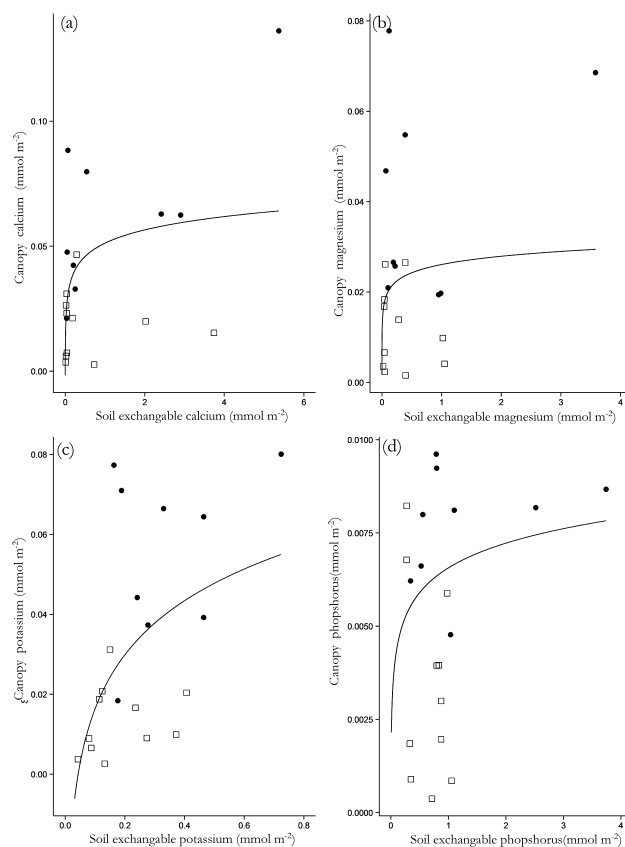 (a)
0.10
0.05
0.00
Canopy calcium (mmol m-2)
0 2 4 6
Soil exchangable calcium (mmol m-2)
(b)
0.08
0.06
0.04
0.02
0.00
Canopy magnesium (mmol m-2)
0 1 2 3 4
Soil exchangable magnesium (mmol m-2)
(c)
0.08
0.06
0.04
0.02
0.00
εCanopy potassium (mmol m-2)
0.0 0.2 0.4 0.6 0.8
Soil exchangable potassium (mmol m-2)
(d)
0.0100
0.0075
0.0050
0.0025
0.0000
Canopy phopshorus(mmol m-2)
0 1 2 3 4
Soil exchangable phopshorus(mmol m-2)